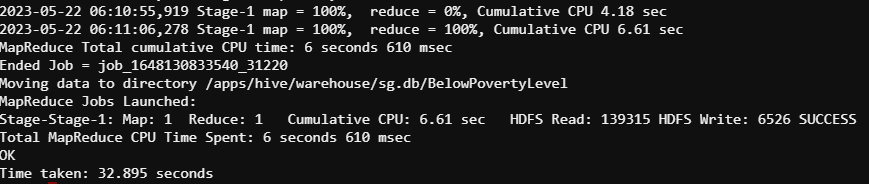 2023-05-22 06:10:55,919 Stage-1 map = 100%,  reduce = 0%, Cumulative CPU 4.18 sec
2023-05-22 06:11:06,278 Stage-1 map = 100%,  reduce = 100%, Cumulative CPU 6.61 sec
MapReduce Total cumulative CPU time: 6 seconds 610 msec
Ended Job = job_1648130833540_31220
Moving data to directory /apps/hive/warehouse/sg.db/BelowPovertyLevel
MapReduce Jobs Launched:
Stage-Stage-1: Map: 1  Reduce: 1   Cumulative CPU: 6.61 sec   HDFS Read: 139315 HDFS Write: 6526 SUCCESS
Total MapReduce CPU Time Spent: 6 seconds 610 msec
OK
Time taken: 32.895 seconds